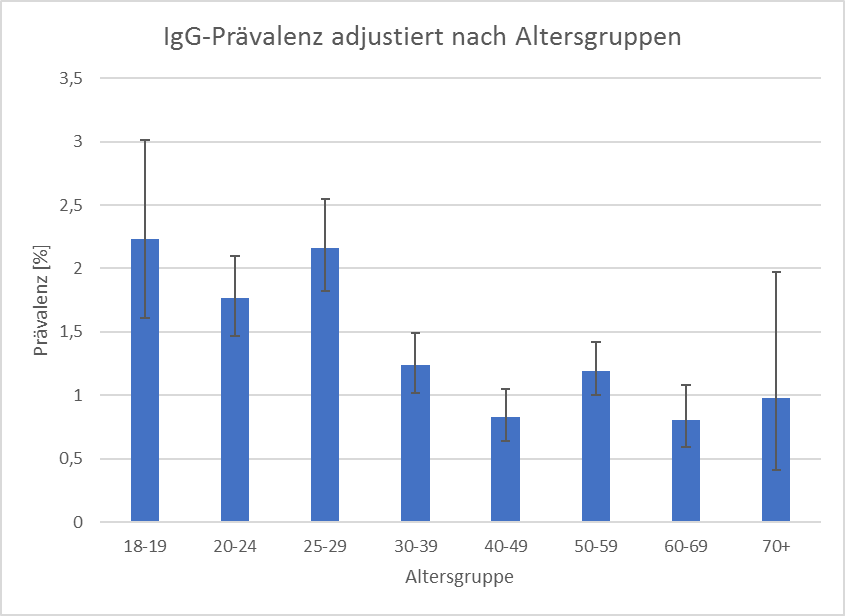 IgG-Prävalenz adjustiert nach Altersgruppen
3,5
3
2,5
2
1,5
1
0,5
0
Prävalenz [%]
18-19 20-24 25-29 30-39 40-49 50-59 60-69 70+
Altersgruppe